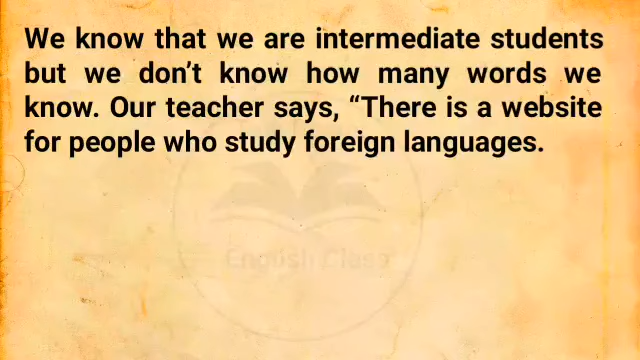 We know that we are intermediate students
but we don’t know how many words we
know. Our teacher says, “There is a website
for people who study foreign languages.
English Class